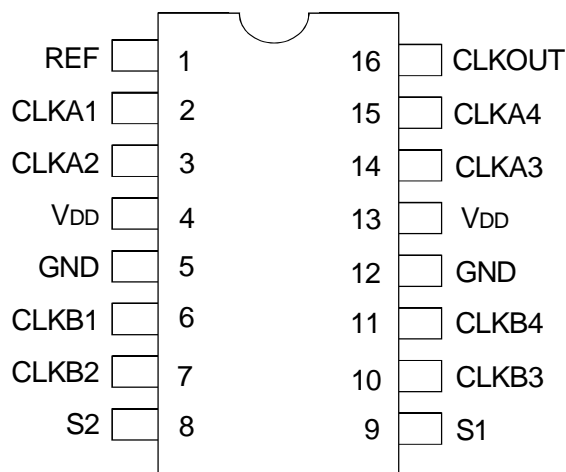 REF 1 16 CLKOUT
CLKA1 2 15 CLKA4
CLKA2 3 14 CLKA3
VDD 4 13 VDD
GND 5 12 GND
CLKB1 6 11 CLKB4
CLKB2 7 10 CLKB3
S2 8 9 S1